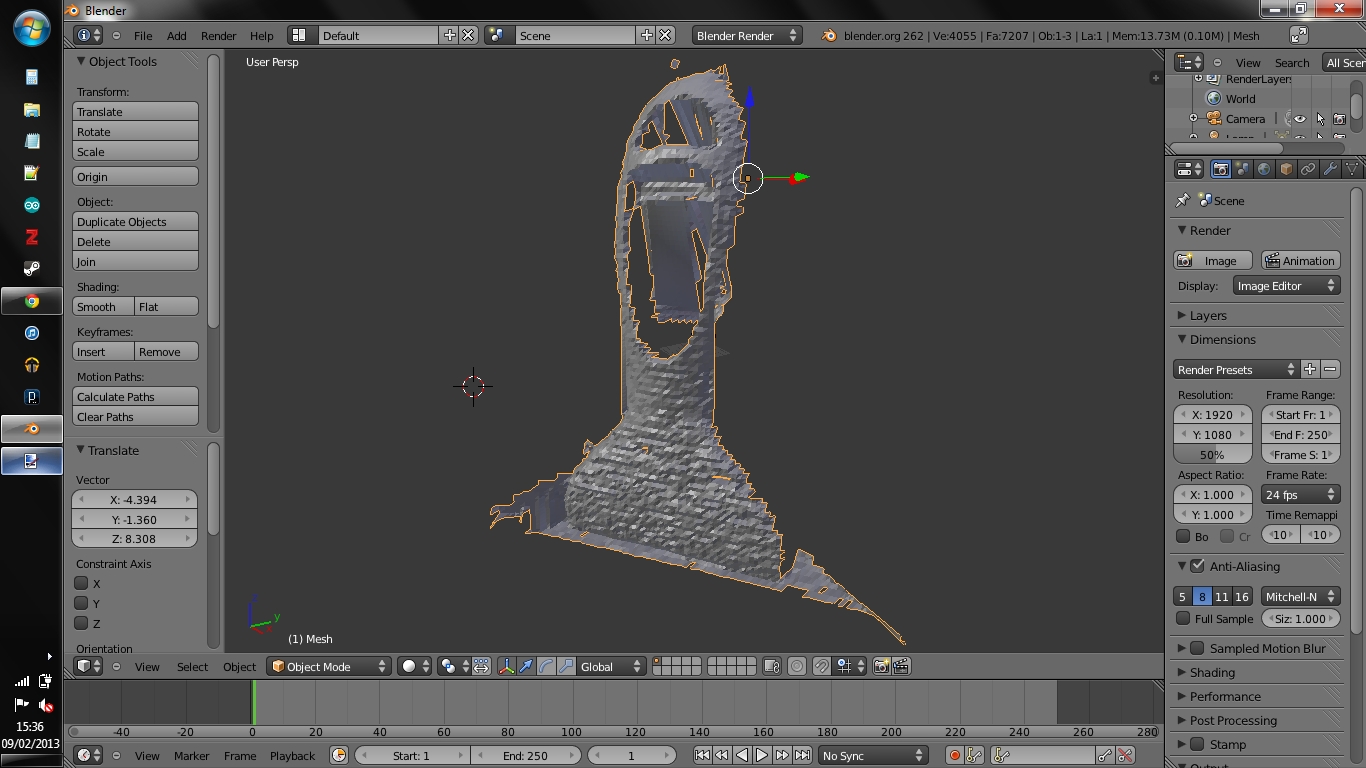 Blender
File Add Render Help Default Scene Blender Render blender.org 262 | Ve:4055 | Fa:7207 | Ob:1-3 | La:1 | Mem:13.73M (0.10M) | Mesh
Object Tools
Transform:
Translate
Rotate
Scale
Origin
Object:
Duplicate Objects
Delete
Join
Shading:
Smooth Flat
Keyframes:
Insert Remove
Motion Paths:
Calculate Paths
Clear Paths
Translate
Vector
X: -4.394
Y: -1.360
Z: 8.308
Constraint Axis
X
Y
Z
Orientation
User Persp
y
(1) Mesh
View Select Object Object Mode Global
-40 -20 0 20 40 60 80 100 120 140 160 180 200 220 240 260 280
View Marker Frame Playback Start: 1 End: 250 1 No Sync
View Search All Scen
RenderLayers
World
Camera
Scene
Render
Image Animation
Display: Image Editor
Layers
Dimensions
Render Presets
Resolution: Frame Range:
X: 1920 Start Fr: 1
Y: 1080 End F: 250
50% Frame S: 1
Aspect Ratio: Frame Rate:
X: 1.000 24 fps
Y: 1.000 Time Remappi
Bo Cr 10 10
Anti-Aliasing
5 8 11 16 Mitchell-N
Full Sample Siz: 1.000
Sampled Motion Blur
Shading
Performance
Post Processing
Stamp
15:36
09/02/2013